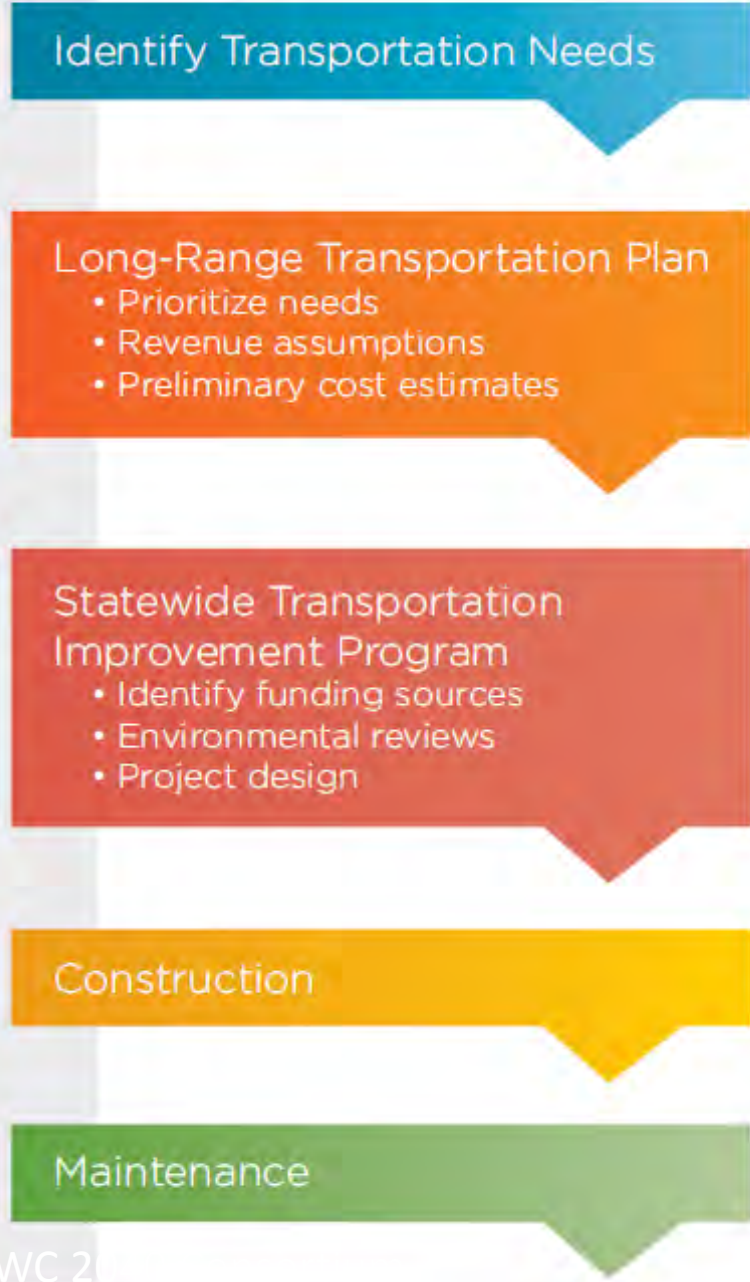 Identify Transportation Needs
Long-Range Transportation Plan
• Prioritize needs
• Revenue assumptions
• Preliminary cost estimates
Statewide Transportation
Improvement Program
• Identify funding sources
• Environmental reviews
• Project design
Construction
Maintenance